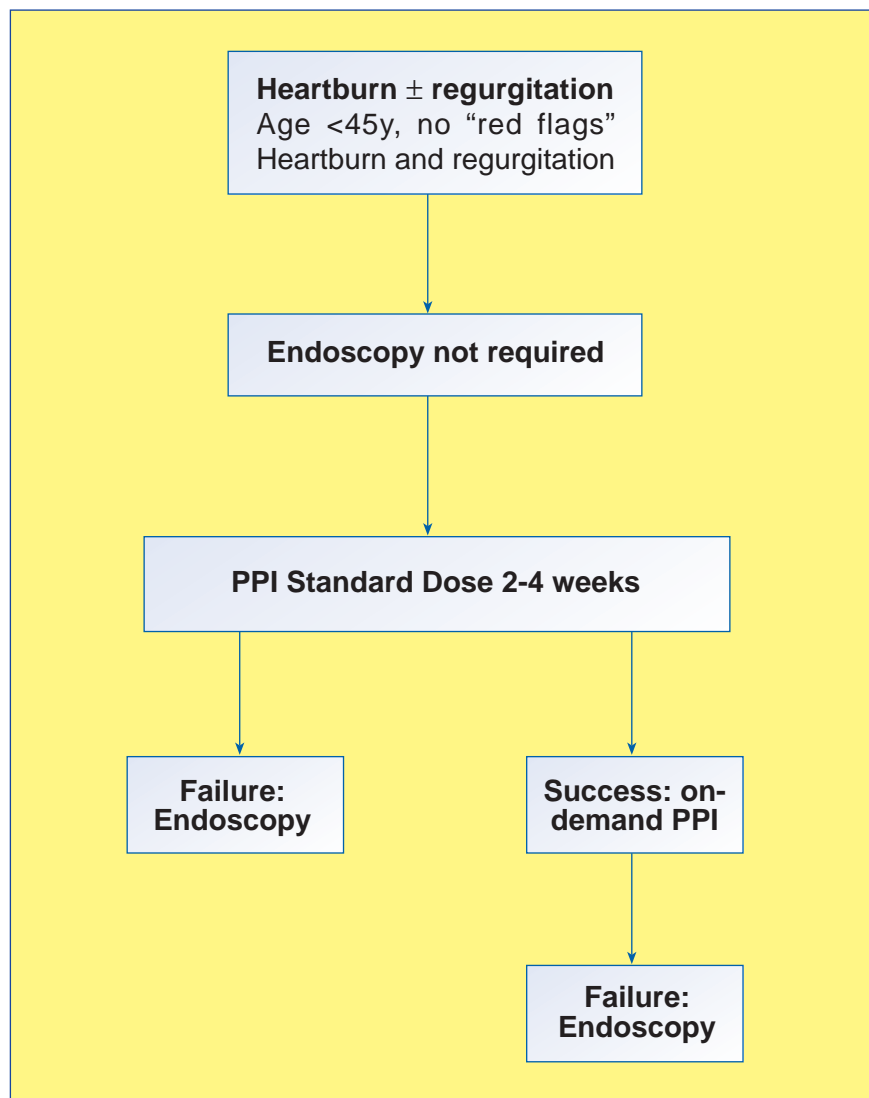 Heartburn ± regurgitation
Age <45y, no “red flags”
Heartburn and regurgitation
Endoscopy not required
PPI Standard Dose 2-4 weeks
Failure:
Endoscopy
Success: on-
demand PPI
Failure:
Endoscopy